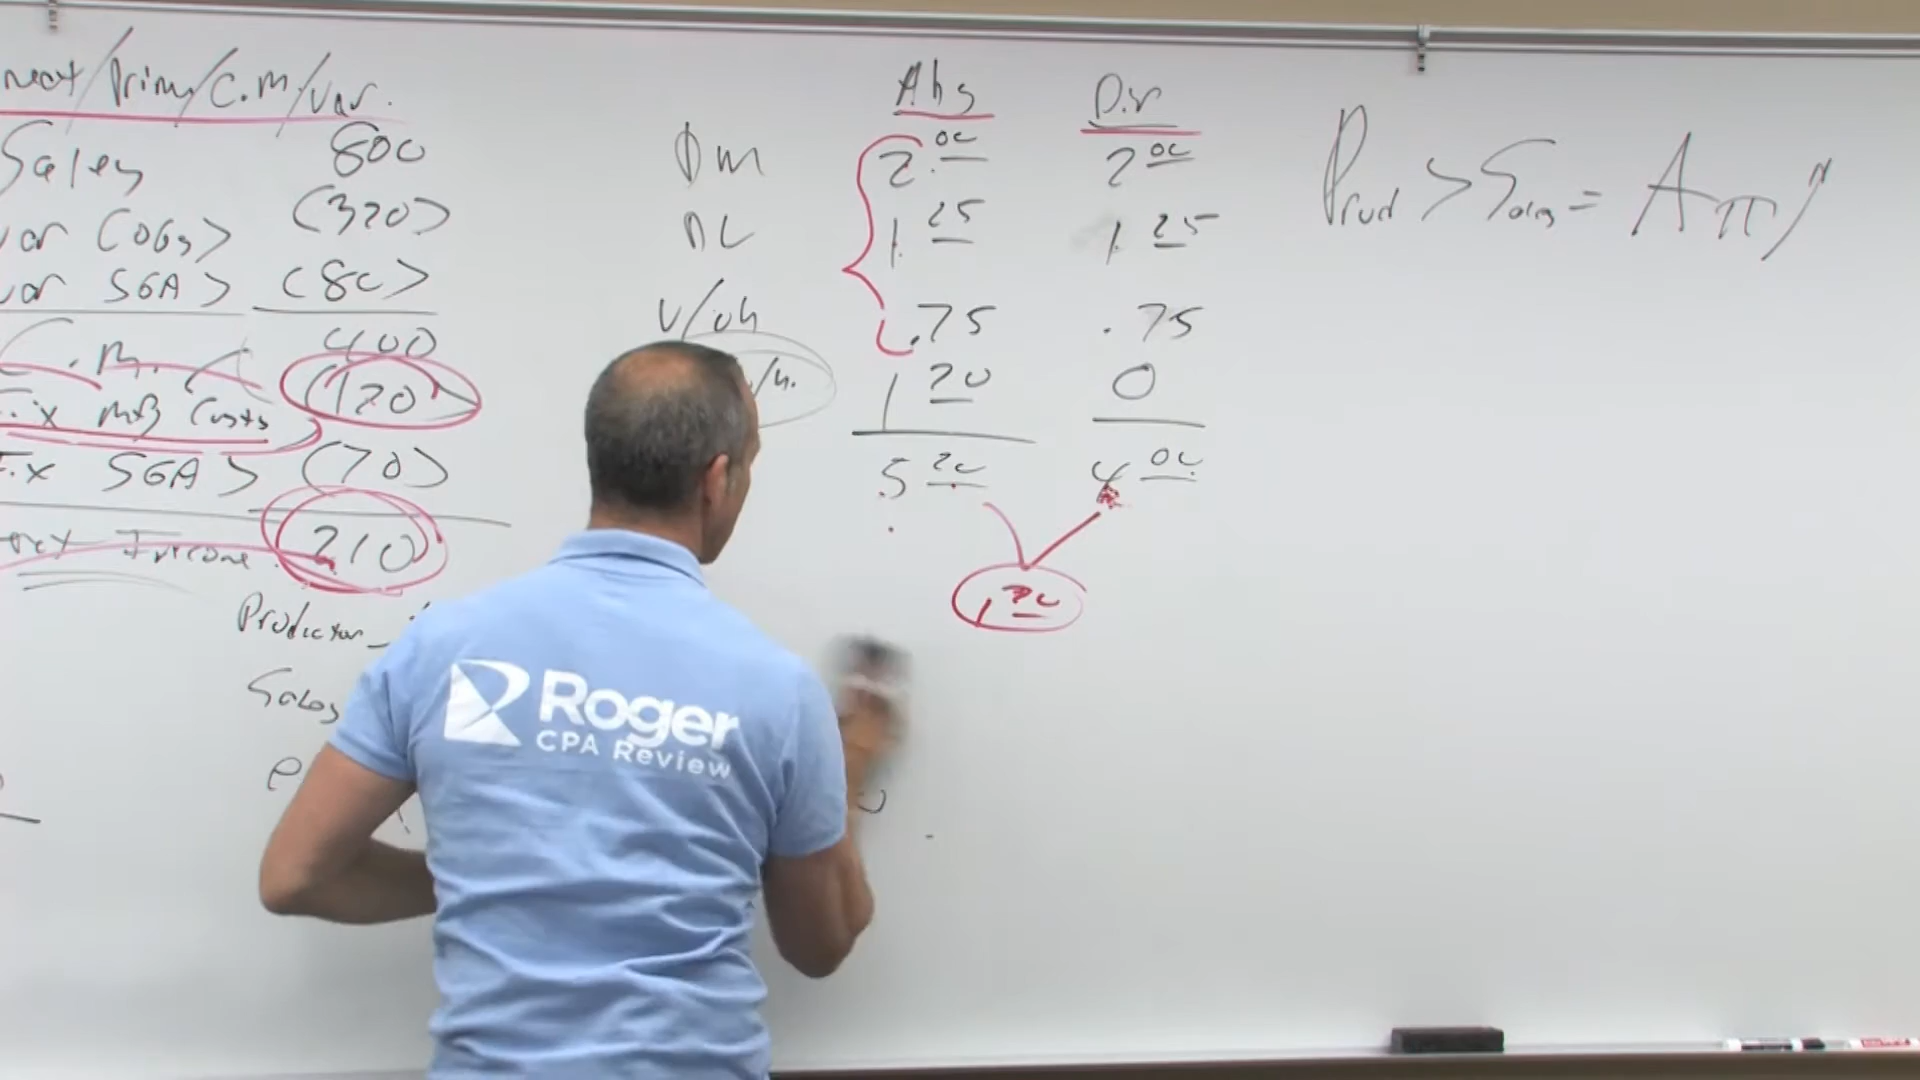 /Prim/C.M/Var.
Sales 800
Var COGS> (320)
Var SGA> (80)
C.M. 400
Fix Mfg Costs (120)
Fix SGA> (70)
Income 210
Production
Sales
Abs Dir
DM 2.00 2.00
DL 1.25 1.25
V/oh .75 .75
/h. 1.20 0
5.20 4.00
1.20
Prod > Sales = A π ↑
Roger
CPA Review